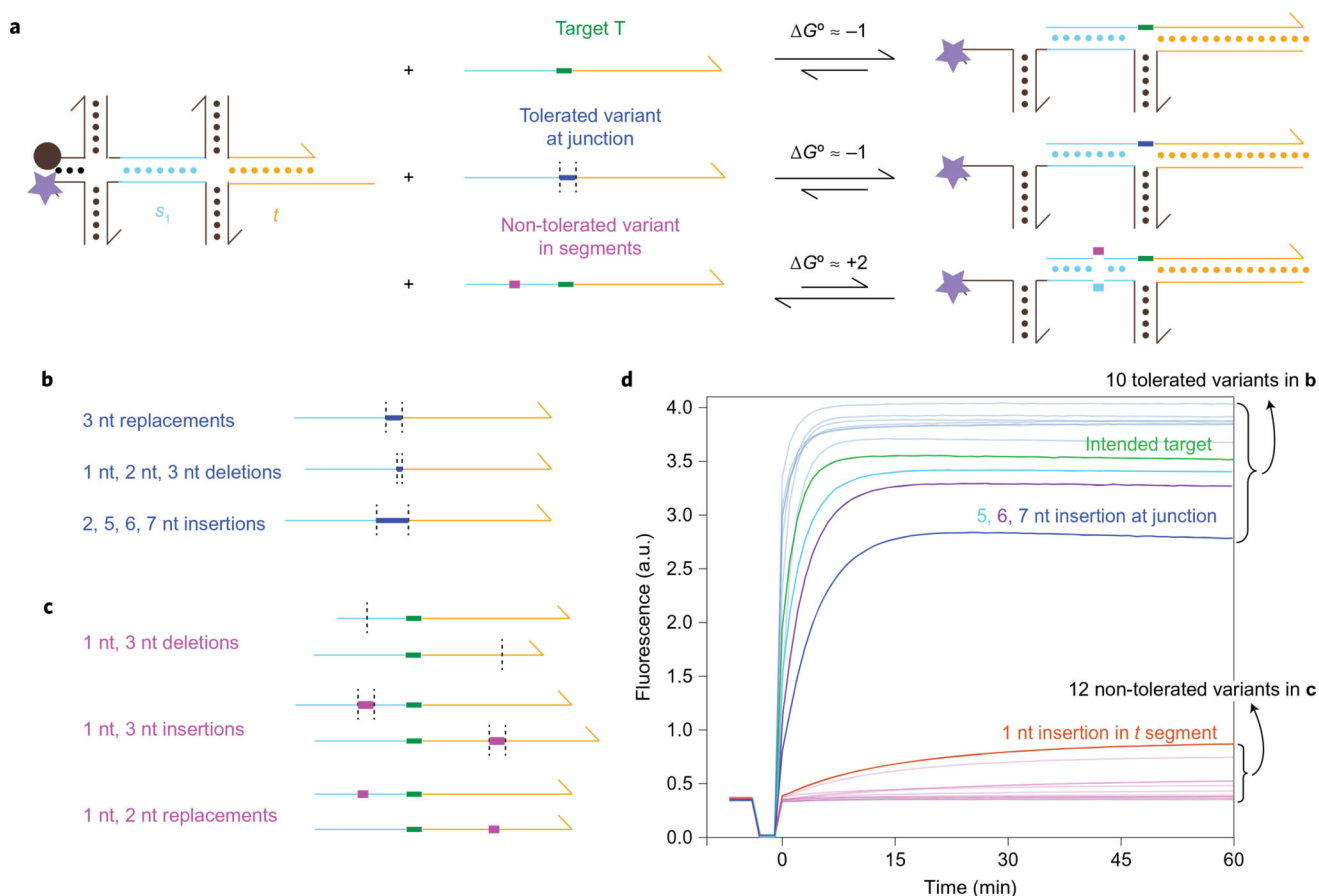 a
Target T
+
ΔG° ≈ –1
Tolerated variant
at junction
+
ΔG° ≈ –1
s₁
t
Non-tolerated variant
in segments
+
ΔG° ≈ +2
b
3 nt replacements
1 nt, 2 nt, 3 nt deletions
2, 5, 6, 7 nt insertions
c
1 nt, 3 nt deletions
1 nt, 3 nt insertions
1 nt, 2 nt replacements
d
10 tolerated variants in b
4.0
3.5
3.0
2.5
2.0
1.5
1.0
0.5
0.0
Fluorescence (a.u.)
Intended target
5, 6, 7 nt insertion at junction
12 non-tolerated variants in c
1 nt insertion in t segment
0
15
30
45
60
Time (min)